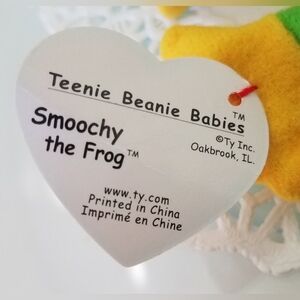 Teenie Beanie Babies™
Smoochy
the Frog™
©Ty Inc.
Oakbrook, IL.
www.ty.com
Printed in China
Imprimé en Chine